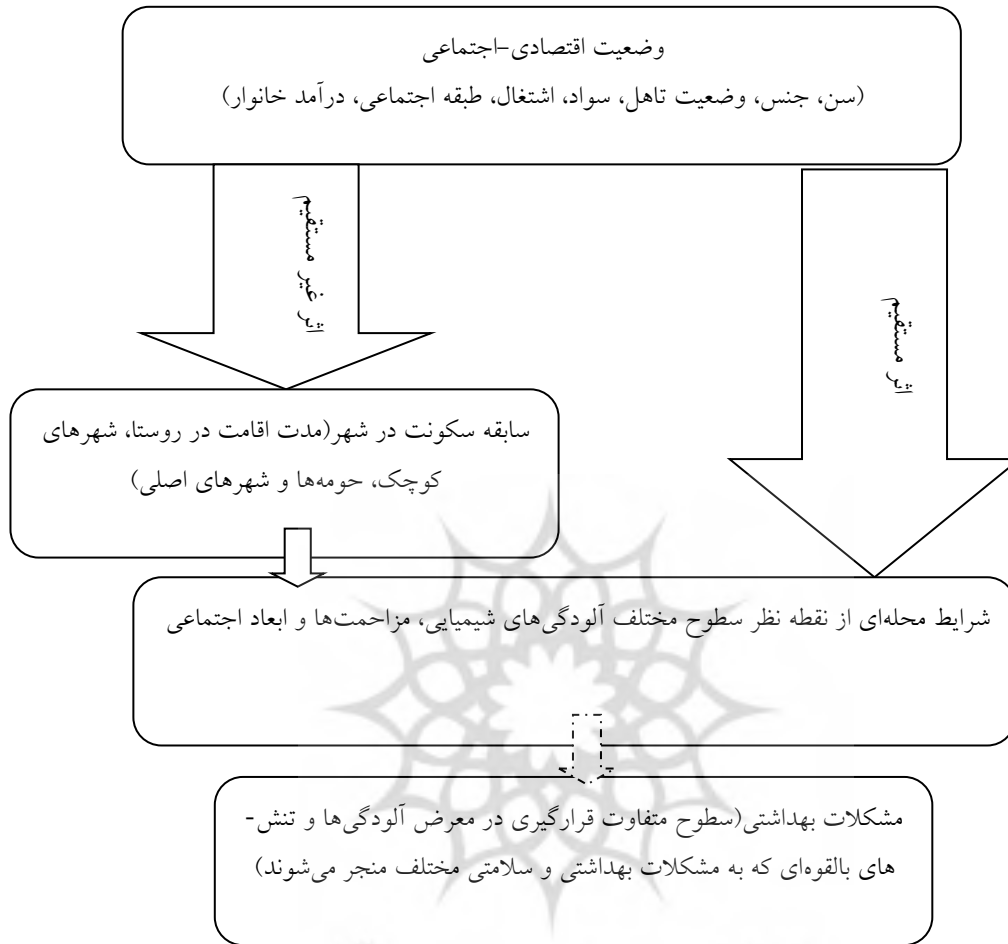 وضعیت اقتصادی-اجتماعی
(سن، جنس، وضعیت تاهل، سواد، اشتغال، طبقه اجتماعی، درآمد خانوار)
اثر مستقیم
اثر غیر مستقیم
سابقه سکونت در شهر(مدت اقامت در روستا، شهرهای
کوچک، حومه‌ها و شهرهای اصلی)
شرایط محله‌ای از نقطه نظر سطوح مختلف آلودگی‌های شیمیایی، مزاحمت‌ها و ابعاد اجتماعی
مشکلات بهداشتی(سطوح متفاوت قرارگیری در معرض آلودگی‌ها و تنش-
های بالقوه‌ای که به مشکلات بهداشتی و سلامتی مختلف منجر می‌شوند)